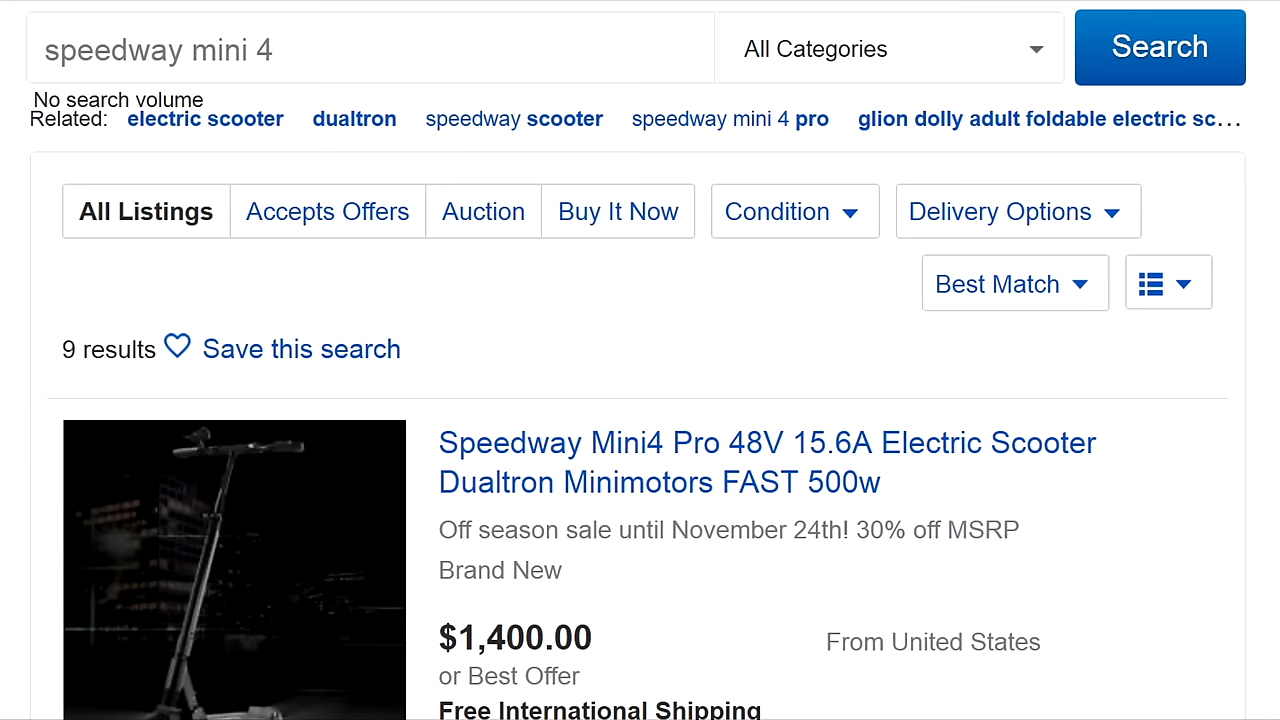 speedway mini 4
All Categories
Search
No search volume
Related: electric scooter dualtron speedway scooter speedway mini 4 pro glion dolly adult foldable electric sc...
All Listings Accepts Offers Auction Buy It Now Condition Delivery Options
Best Match
9 results Save this search
Speedway Mini4 Pro 48V 15.6A Electric Scooter
Dualtron Minimotors FAST 500w
Off season sale until November 24th! 30% off MSRP
Brand New
$1,400.00
From United States
or Best Offer
Free International Shipping